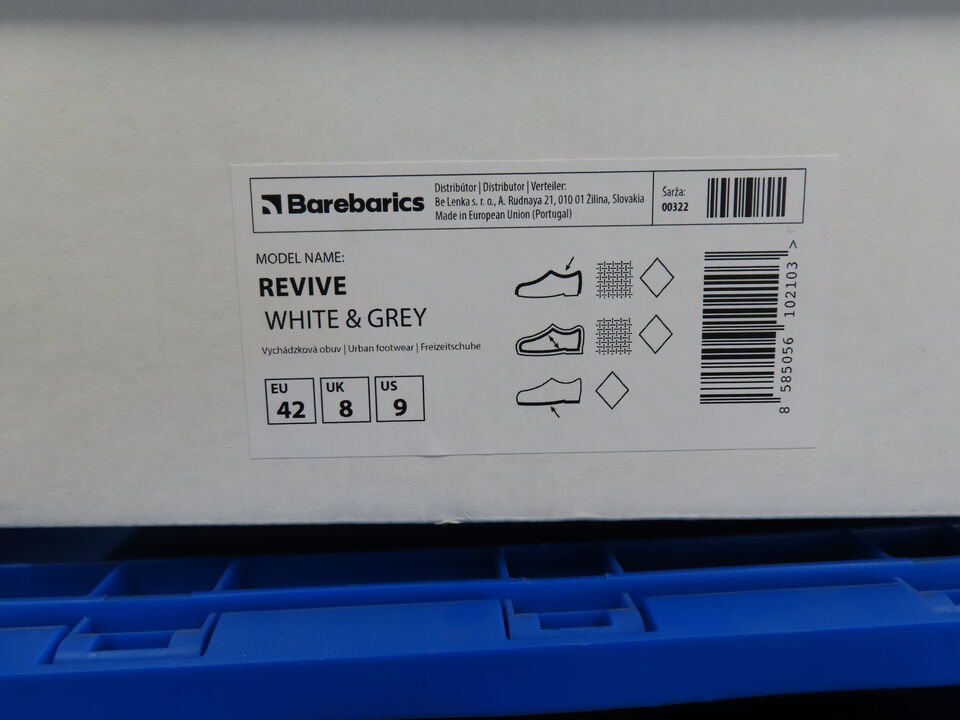 Barebarics
Distribútor | Distributor | Verteiler:
Be Lenka s. r. o., A. Rudnaya 21, 010 01 Žilina, Slovakia
Made in European Union (Portugal)
Šarža:
00322
MODEL NAME:
REVIVE
WHITE & GREY
Vychádzková obuv | Urban footwear | Freizeitschuhe
EU
42
UK
8
US
9
8 585056 102103 >